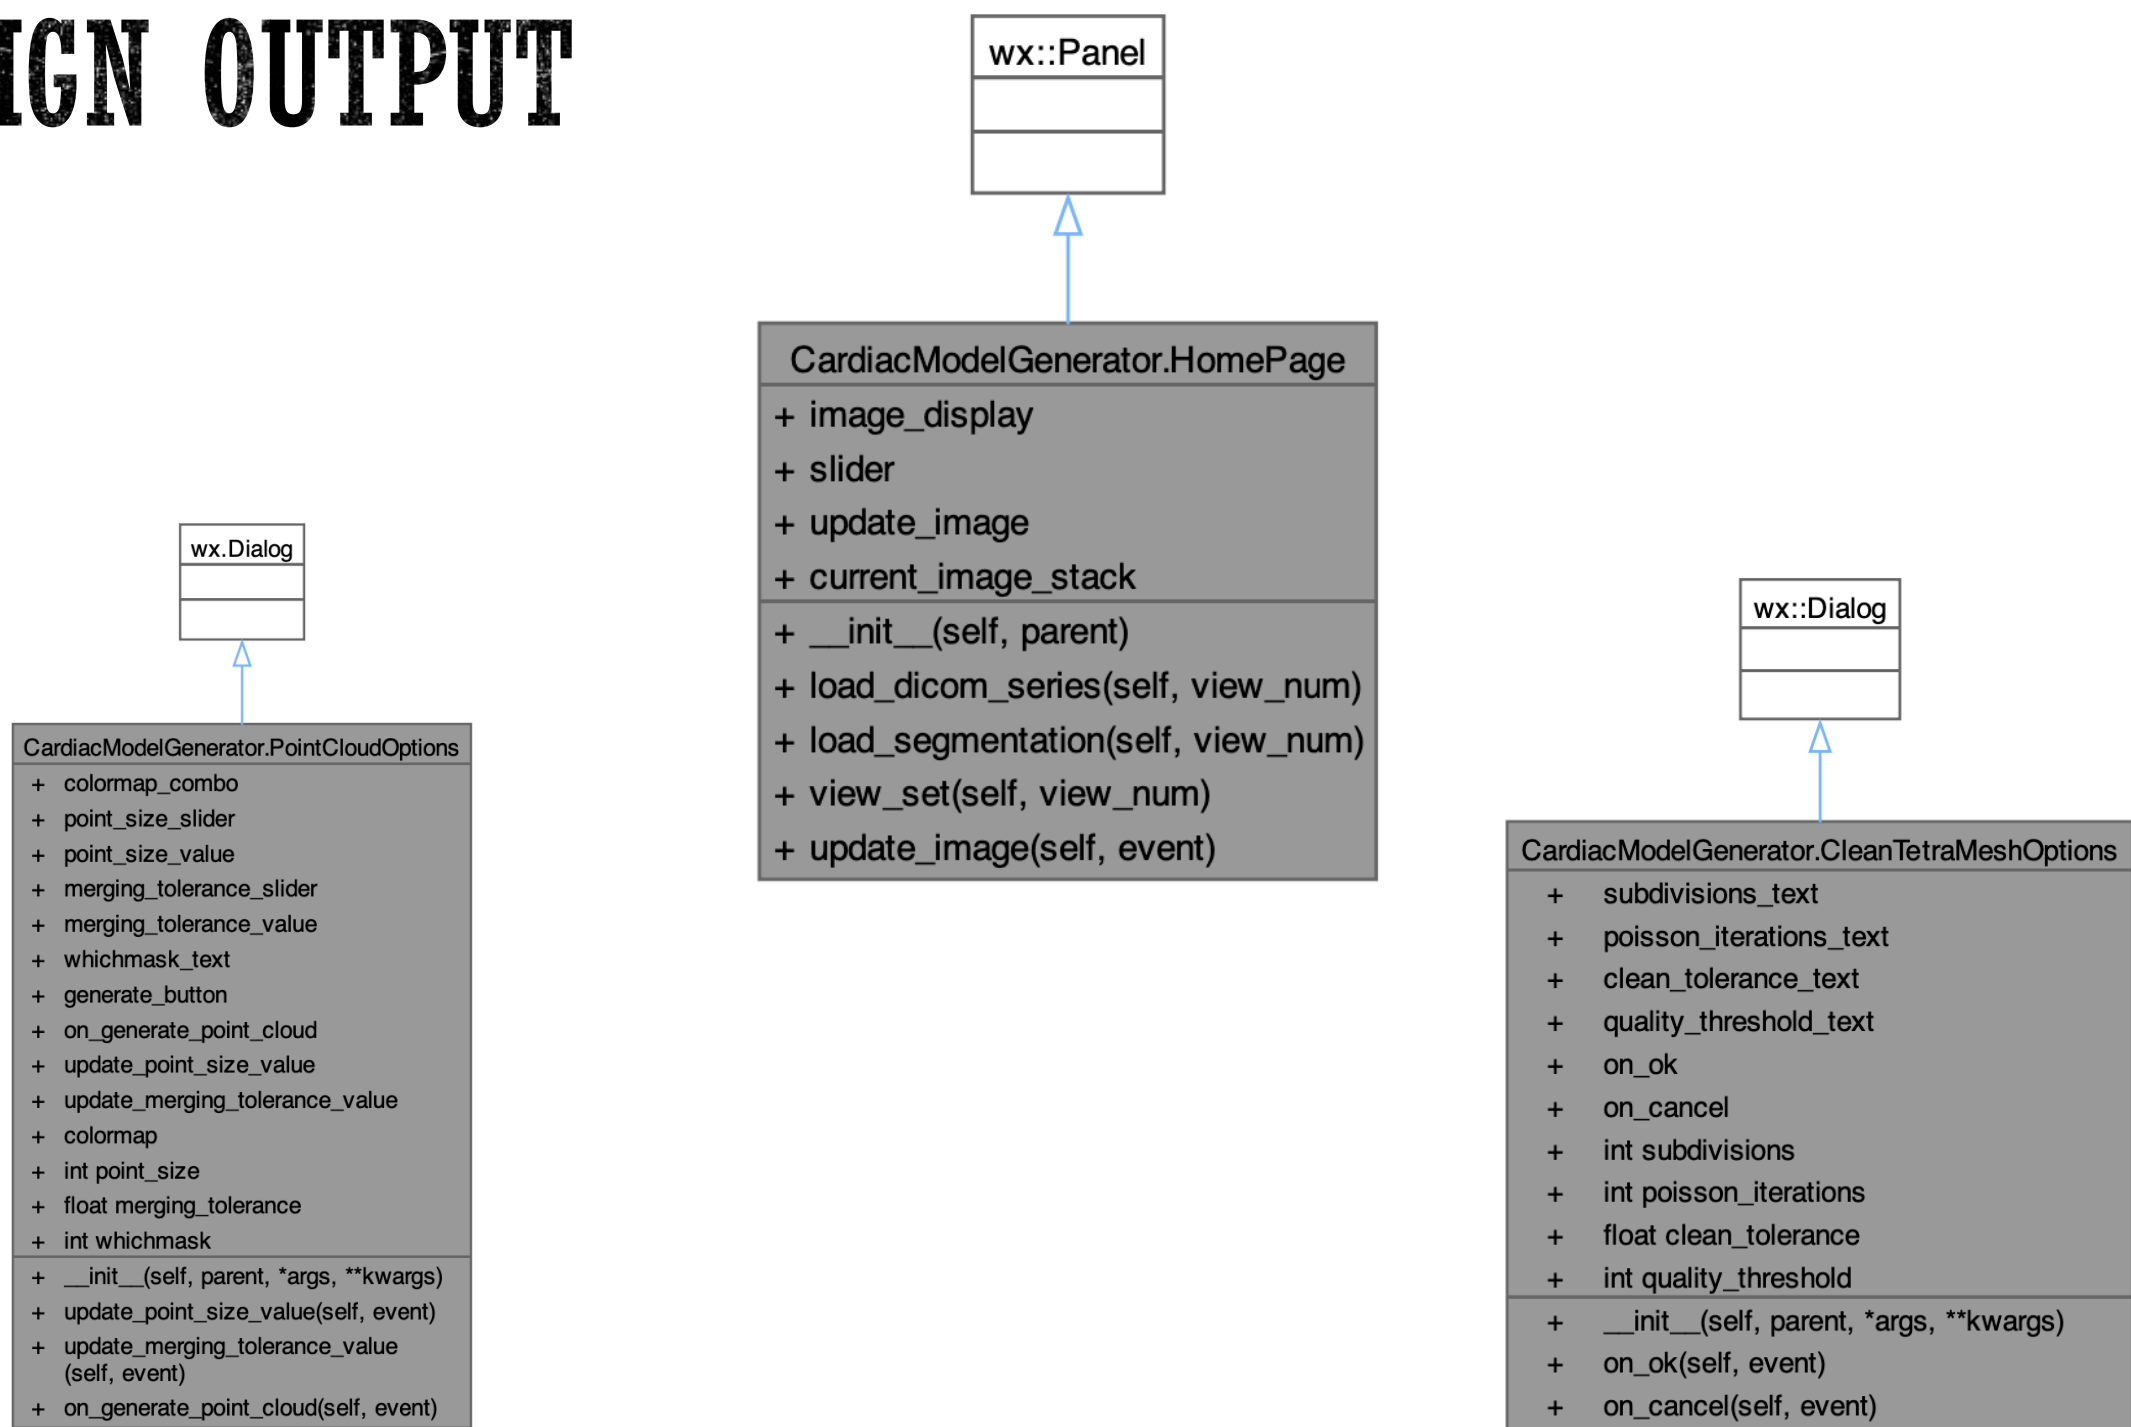 IGN OUTPUT
wx::Panel
CardiacModelGenerator.HomePage
+ image_display
+ slider
+ update_image
+ current_image_stack
+ __init__(self, parent)
+ load_dicom_series(self, view_num)
+ load_segmentation(self, view_num)
+ view_set(self, view_num)
+ update_image(self, event)
wx.Dialog
CardiacModelGenerator.PointCloudOptions
+ colormap_combo
+ point_size_slider
+ point_size_value
+ merging_tolerance_slider
+ merging_tolerance_value
+ whichmask_text
+ generate_button
+ on_generate_point_cloud
+ update_point_size_value
+ update_merging_tolerance_value
+ colormap
+ int point_size
+ float merging_tolerance
+ int whichmask
+ __init__(self, parent, *args, **kwargs)
+ update_point_size_value(self, event)
+ update_merging_tolerance_value
(self, event)
+ on_generate_point_cloud(self, event)
wx::Dialog
CardiacModelGenerator.CleanTetraMeshOptions
+ subdivisions_text
+ poisson_iterations_text
+ clean_tolerance_text
+ quality_threshold_text
+ on_ok
+ on_cancel
+ int subdivisions
+ int poisson_iterations
+ float clean_tolerance
+ int quality_threshold
+ __init__(self, parent, *args, **kwargs)
+ on_ok(self, event)
+ on_cancel(self, event)